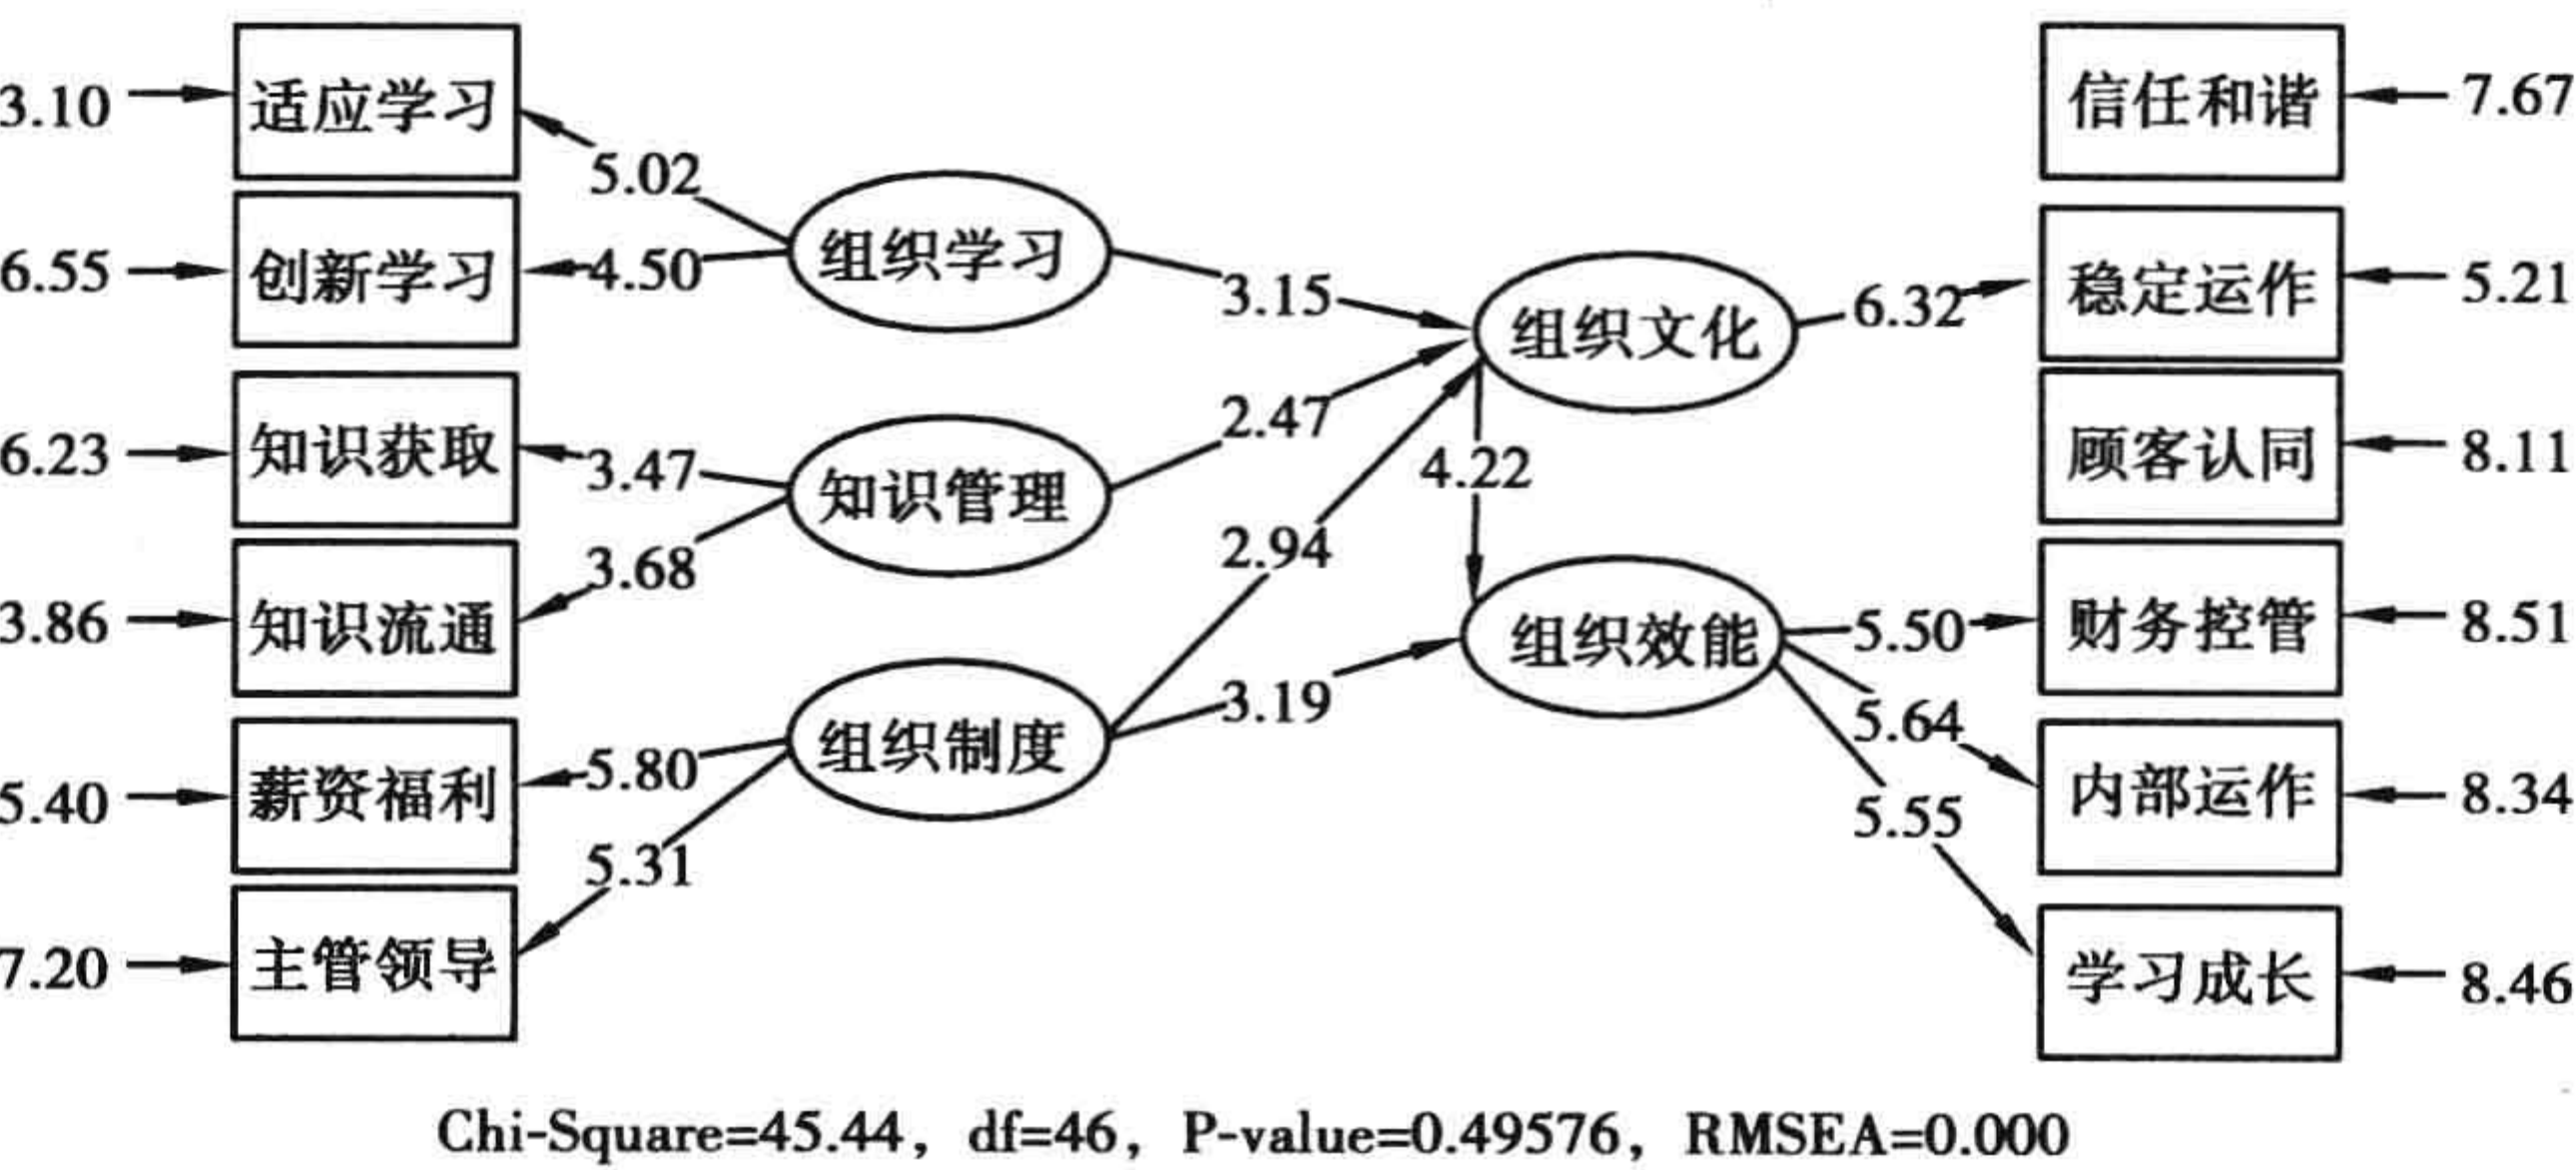 3.10 适应学习 信任和谐 7.67
5.02
6.55 创新学习 4.50 组织学习 3.15 组织文化 6.32 稳定运作 5.21
6.23 知识获取 3.47 知识管理 2.47 4.22 顾客认同 8.11
3.86 知识流通 3.68 2.94 组织效能 5.50 财务控管 8.51
5.40 薪资福利 5.80 组织制度 3.19 5.64 内部运作 8.34
5.31 5.55
7.20 主管领导 学习成长 8.46
Chi-Square=45.44, df=46, P-value=0.49576, RMSEA=0.000